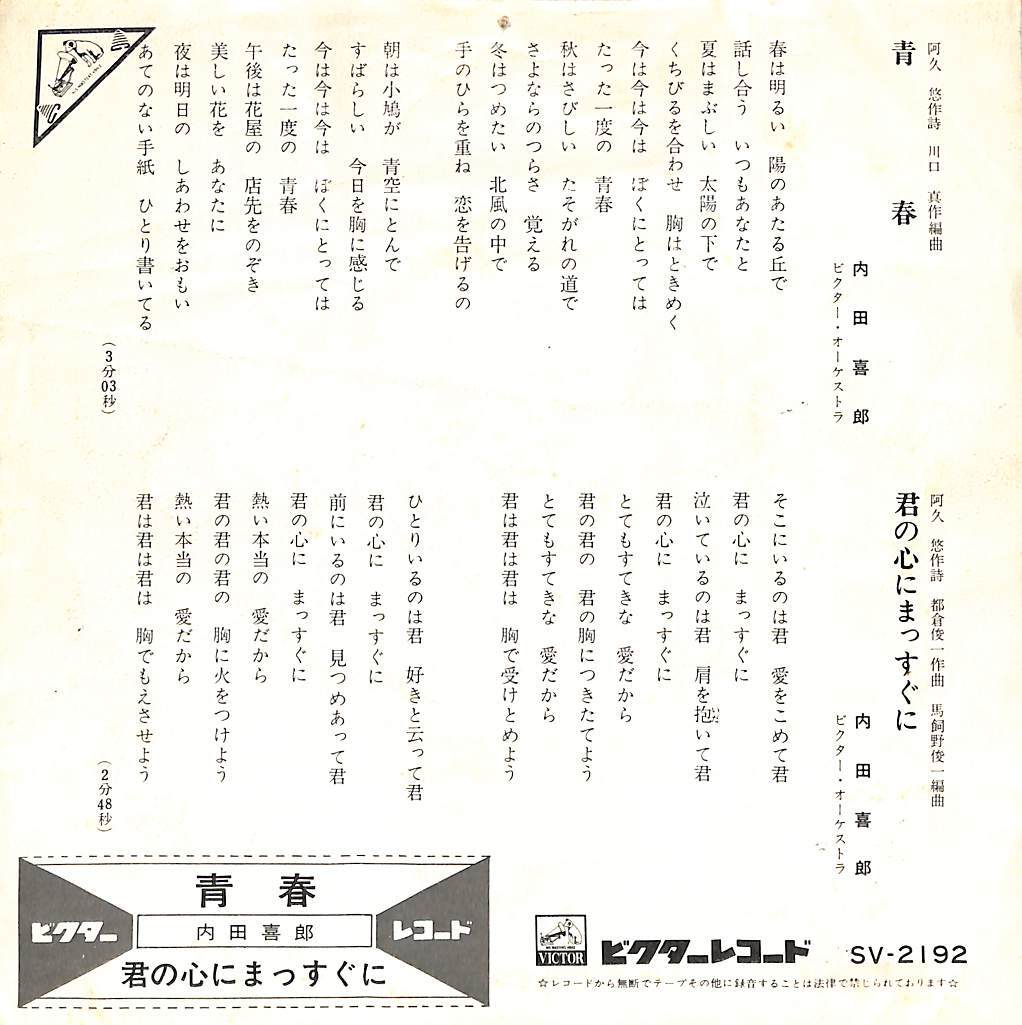 阿久　悠作詩　川口　真作編曲
青　春
内田喜郎
ビクター・オーケストラ
春は明るい　陽のあたる丘で
話し合う　いつもあなたと
夏はまぶしい　太陽の下で
くちびるを合わせ　胸はときめく
今は今は今は　ぼくにとっては
たった一度の　青春
秋はさびしい　たそがれの道で
さよならのつらさ　覚える
冬はつめたい　北風の中で
手のひらを重ね　恋を告げるの
朝は小鳩が　青空にとんで
すばらしい　今日を胸に感じる
今は今は今は　ぼくにとっては
たった一度の　青春
午後は花屋の　店先をのぞき
美しい花を　あなたに
夜は明日の　しあわせをおもい
あてのない手紙　ひとり書いてる
（3分03秒）
阿久　悠作詩　都倉俊一作曲　馬飼野俊一編曲
君の心にまっすぐに
内田喜郎
ビクター・オーケストラ
そこにいるのは君　愛をこめて君
君の心に　まっすぐに
泣いているのは君　肩を抱いて君
君の心に　まっすぐに
とてもすてきな　愛だから
君の君の　君の胸につきたてよう
とてもすてきな　愛だから
君は君は君は　胸で受けとめよう
ひとりいるのは君　好きと云って君
君の心に　まっすぐに
前にいるのは君　見つめあって君
君の心に　まっすぐに
熱い本当の　愛だから
君の君の君の　胸に火をつけよう
熱い本当の　愛だから
君は君は君は　胸でもえさせよう
（2分48秒）
青　春
ビクター　内田喜郎　レコード
君の心にまっすぐに
VICTOR　ビクターレコード　SV-2192
☆レコードから無断でテープその他に録音することは法律で禁じられております☆